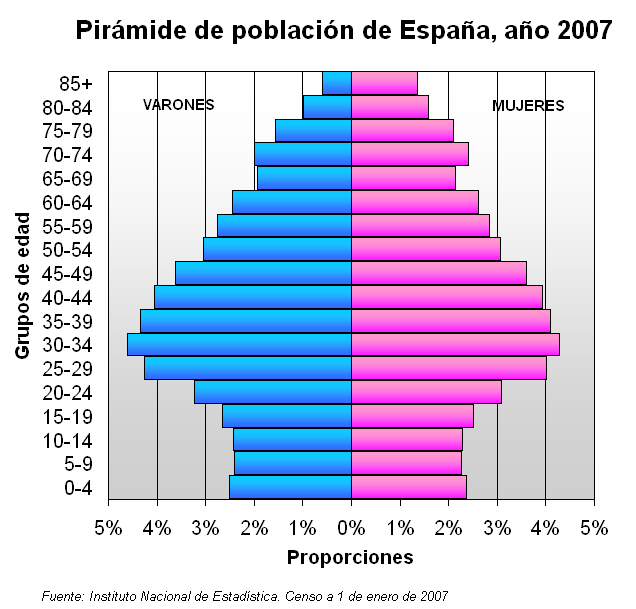 Pirámide de población de España, año 2007
85+
VARONES
MUJERES
80-84
75-79
70-74
65-69
60-64
55-59
50-54
45-49
40-44
35-39
30-34
25-29
20-24
15-19
10-14
5-9
0-4
Grupos de edad
5% 4% 3% 2% 1% 0% 1% 2% 3% 4% 5%
Proporciones
Fuente: Instituto Nacional de Estadística. Censo a 1 de enero de 2007